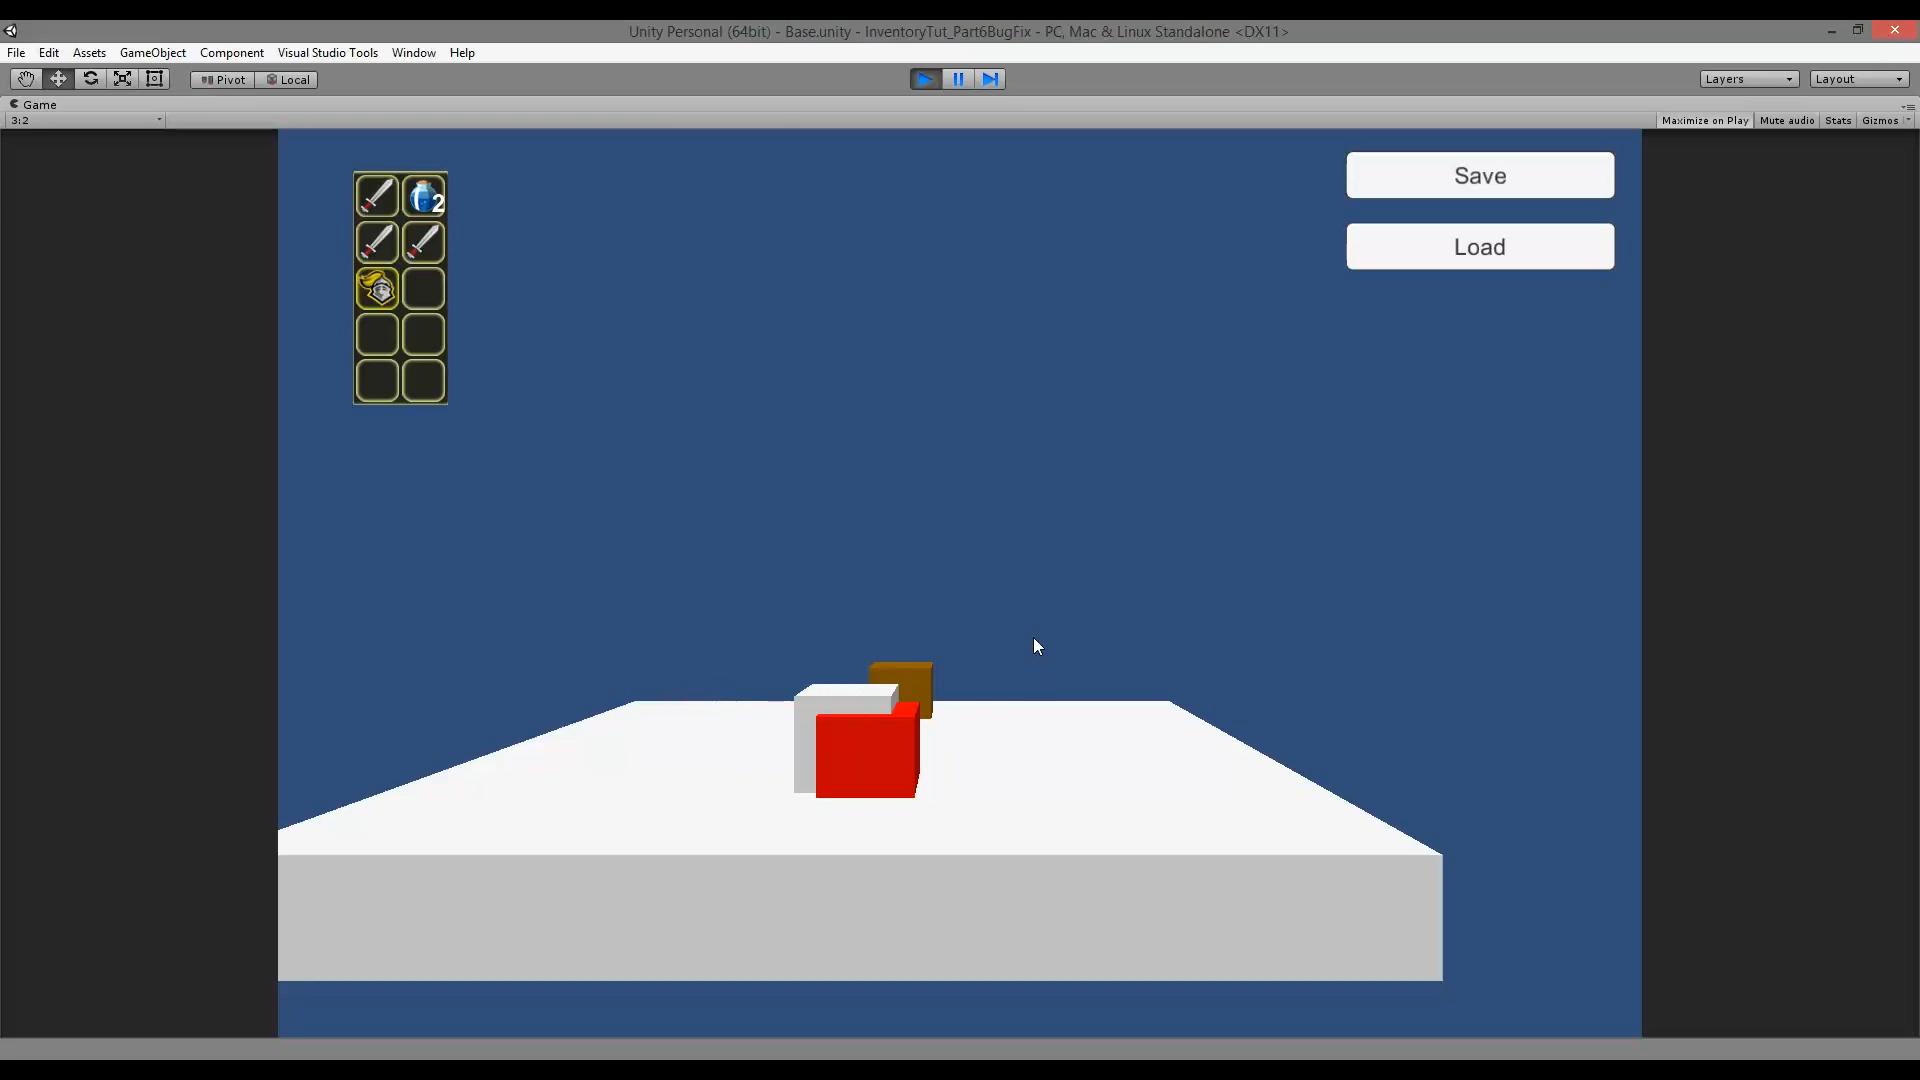 Unity Personal (64bit) - Base.unity - InventoryTut_Part6BugFix - PC, Mac & Linux Standalone <DX11>
File Edit Assets GameObject Component Visual Studio Tools Window Help
Pivot Local Layers Layout
Game
3:2 Maximize on Play Mute audio Stats Gizmos
Save
2
Load